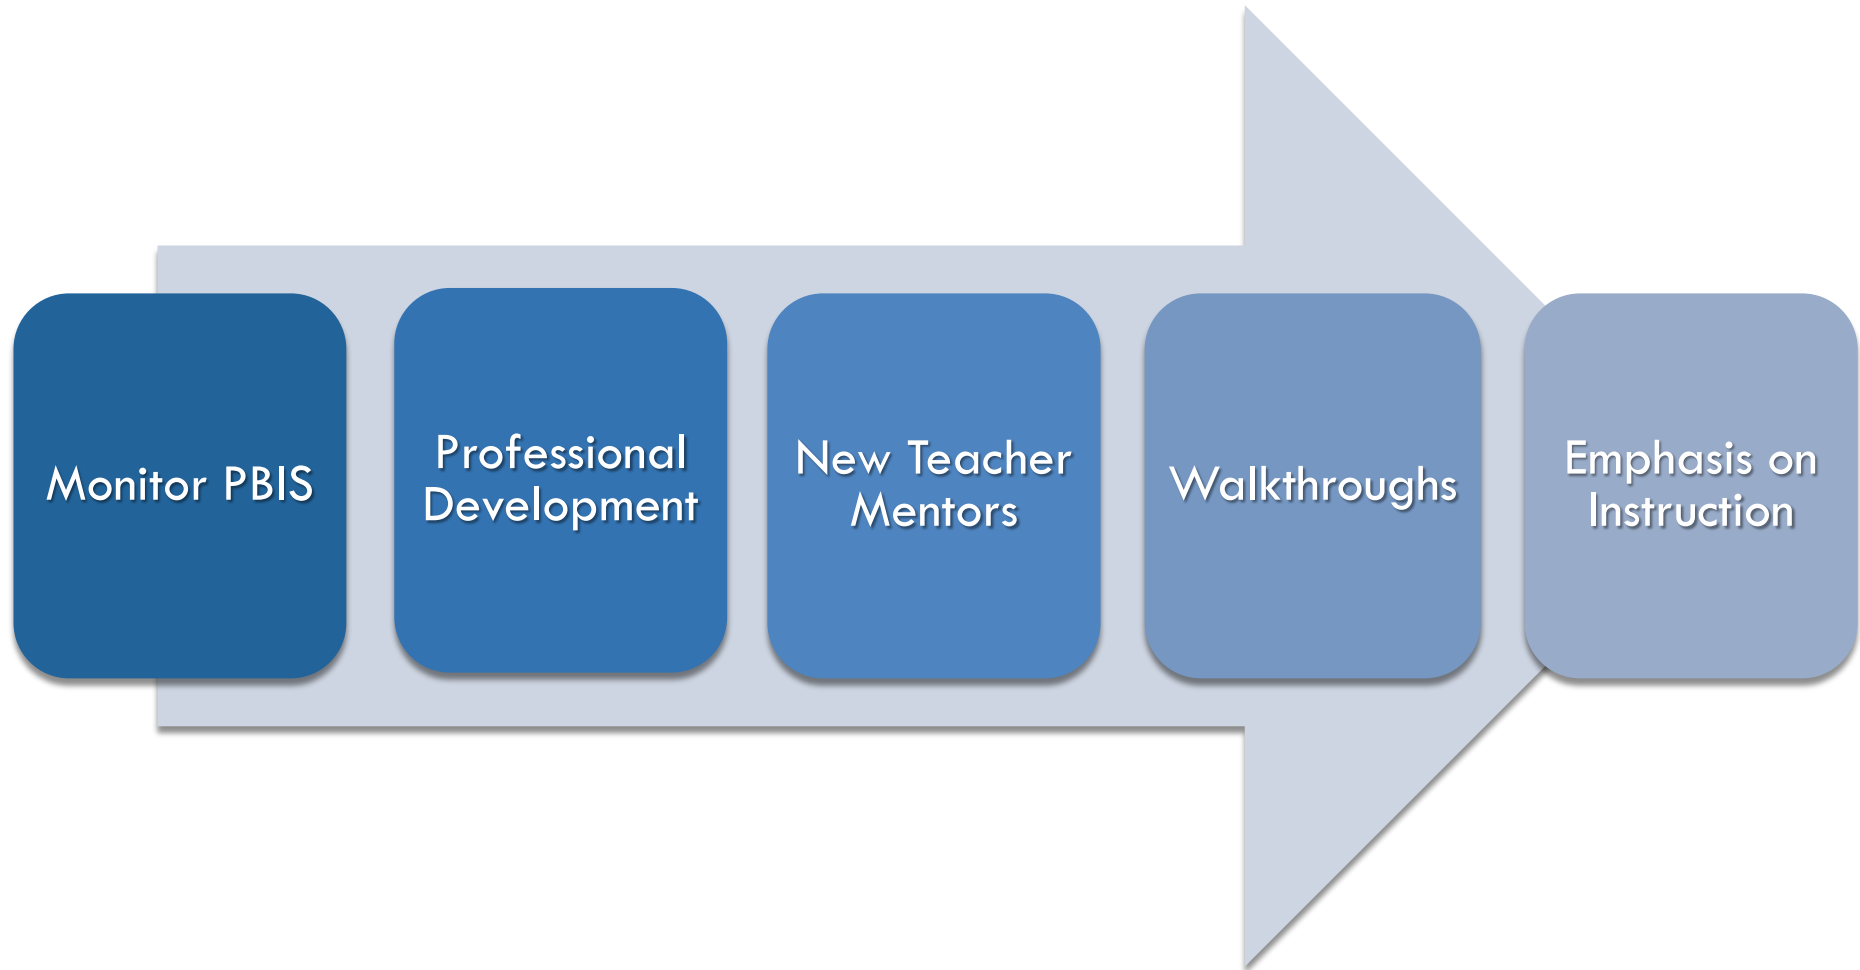 Monitor PBIS
Professional
Development
New Teacher
Mentors
Walkthroughs
Emphasis on
Instruction